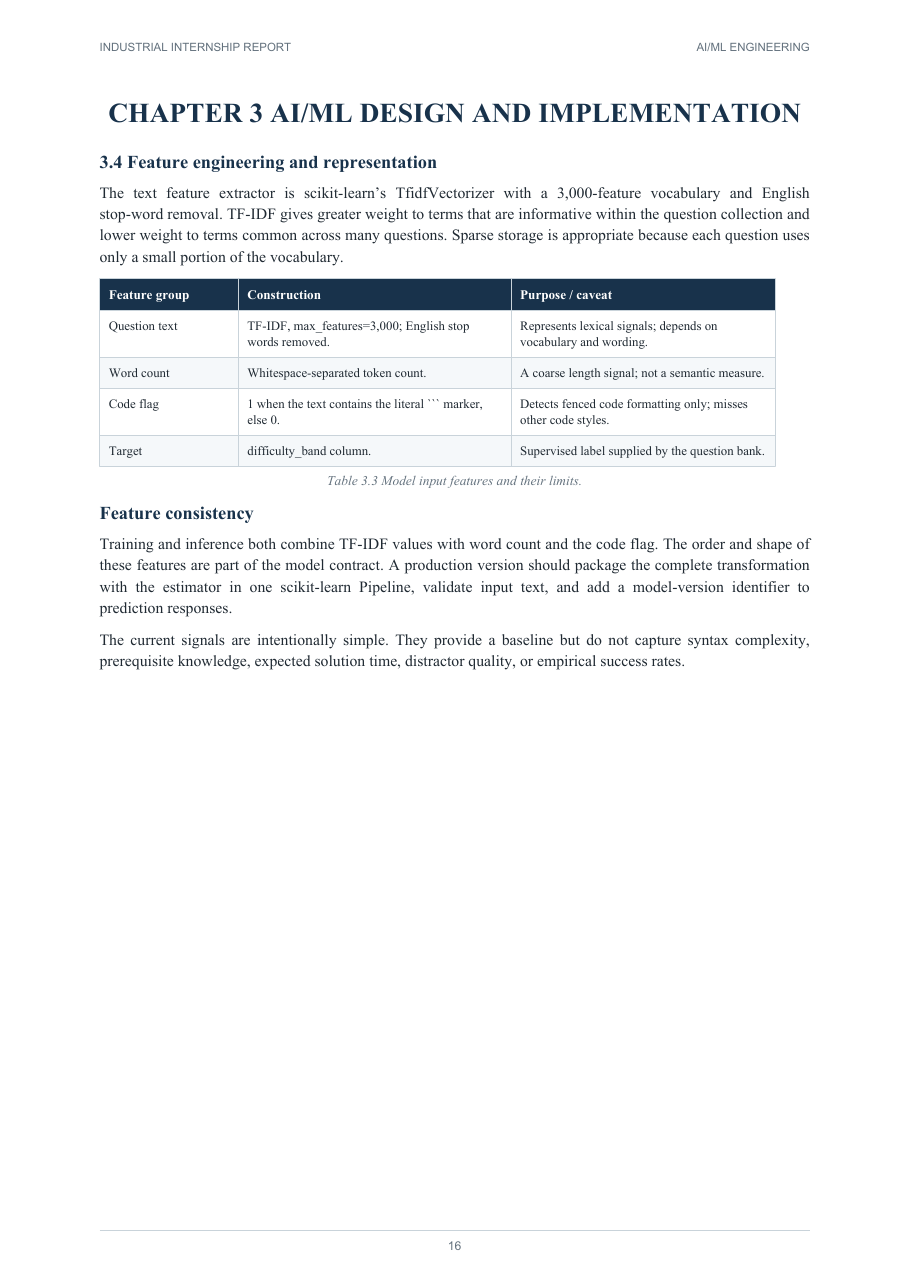 INDUSTRIAL INTERNSHIP REPORT
AI/ML ENGINEERING
CHAPTER 3 AI/ML DESIGN AND IMPLEMENTATION
3.4 Feature engineering and representation
The text feature extractor is scikit-learn’s TfidfVectorizer with a 3,000-feature vocabulary and English
stop-word removal. TF-IDF gives greater weight to terms that are informative within the question collection and
lower weight to terms common across many questions. Sparse storage is appropriate because each question uses
only a small portion of the vocabulary.
Feature group
Construction
Purpose / caveat
Question text
TF-IDF, max_features=3,000; English stop
words removed.
Represents lexical signals; depends on
vocabulary and wording.
Word count
Whitespace-separated token count.
A coarse length signal; not a semantic measure.
Code flag
1 when the text contains the literal ``` marker,
else 0.
Detects fenced code formatting only; misses
other code styles.
Target
difficulty_band column.
Supervised label supplied by the question bank.
Table 3.3 Model input features and their limits.
Feature consistency
Training and inference both combine TF-IDF values with word count and the code flag. The order and shape of
these features are part of the model contract. A production version should package the complete transformation
with the estimator in one scikit-learn Pipeline, validate input text, and add a model-version identifier to
prediction responses.
The current signals are intentionally simple. They provide a baseline but do not capture syntax complexity,
prerequisite knowledge, expected solution time, distractor quality, or empirical success rates.
16